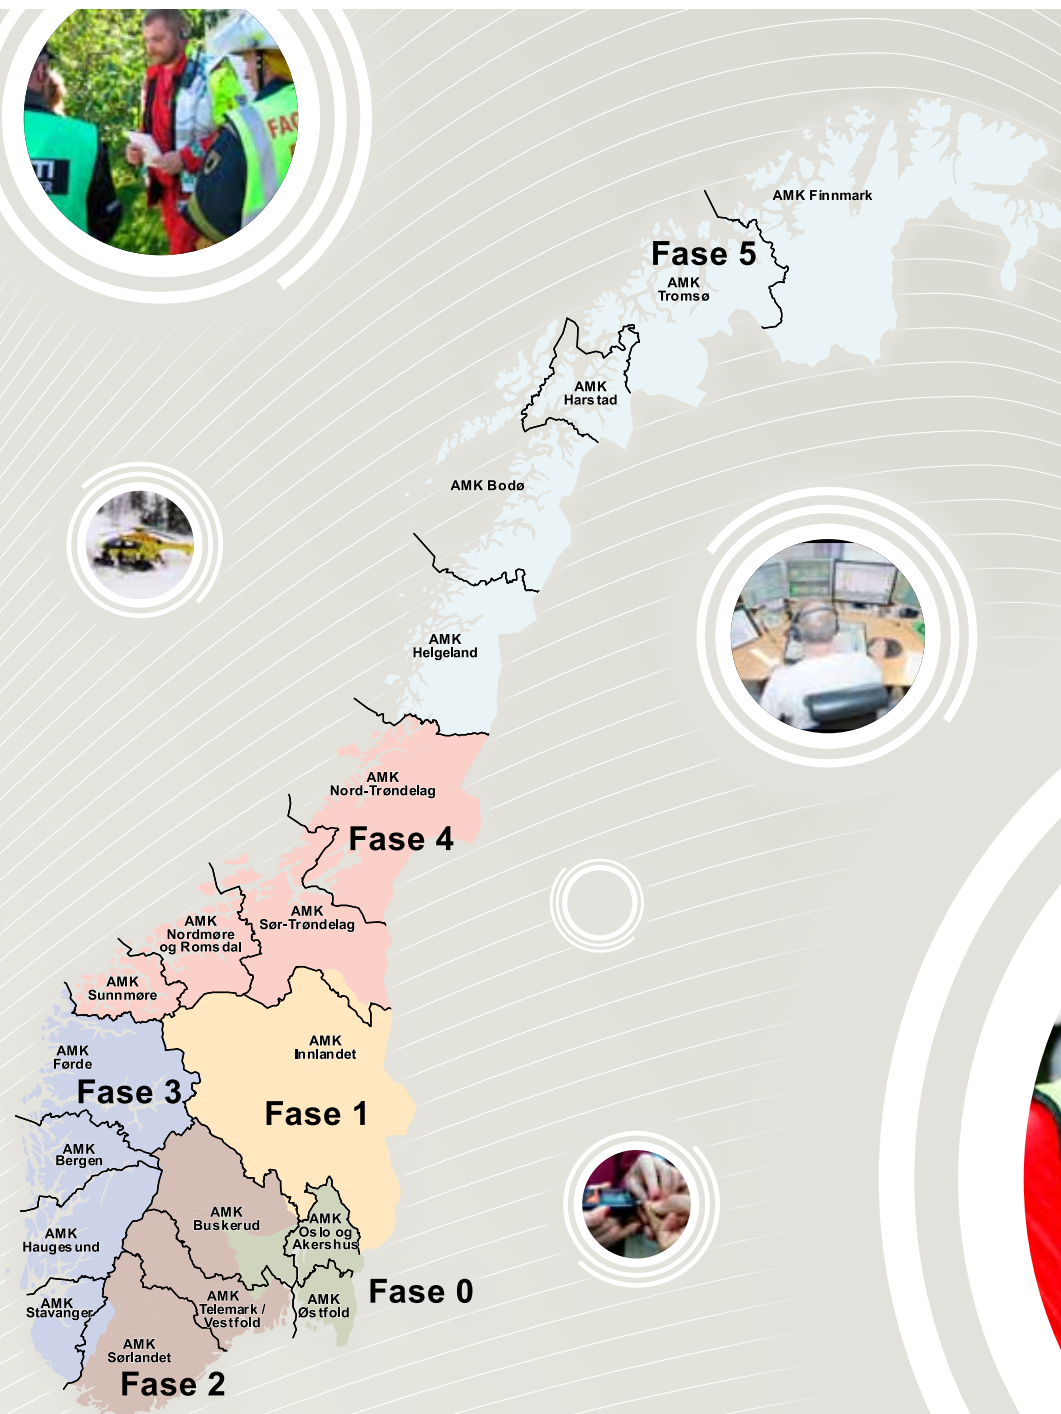 FAG
TI
AMK Finnmark
Fase 5
AMK
Tromsø
AMK
Harstad
AMK Bodø
AMK
Helgeland
AMK
Nord-Trøndelag
Fase 4
AMK
Sør-Trøndelag
AMK
Nordmøre
og Romsdal
AMK
Sunnmøre
AMK
Innlandet
AMK
Førde
Fase 3
Fase 1
AMK
Bergen
AMK
Buskerud
AMK
Oslo og
Akershus
AMK
Haugesund
Fase 0
AMK
Stavanger
AMK
Telemark /
Vestfold
AMK
Østfold
AMK
Sørlandet
Fase 2